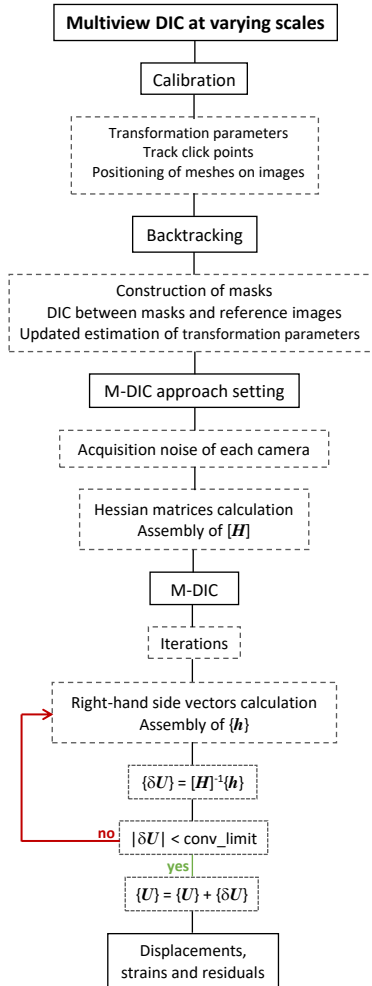 Multiview DIC at varying scales
Calibration
Transformation parameters
Track click points
Positioning of meshes on images
Backtracking
Construction of masks
DIC between masks and reference images
Updated estimation of transformation parameters
M-DIC approach setting
Acquisition noise of each camera
Hessian matrices calculation
Assembly of [H]
M-DIC
Iterations
Right-hand side vectors calculation
Assembly of {h}
{δU} = [H]⁻¹{h}
no
|δU| < conv_limit
yes
{U} = {U} + {δU}
Displacements,
strains and residuals